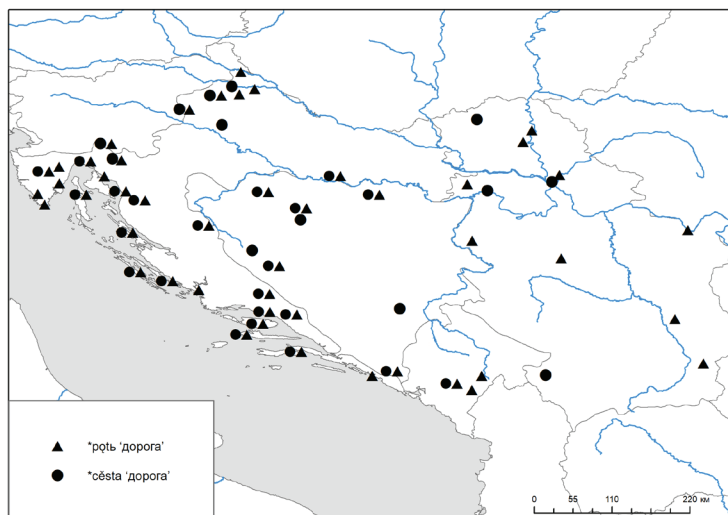 *pǫtь ‘дорога’
*cěsta ‘дорога’
0 55 110 220 км